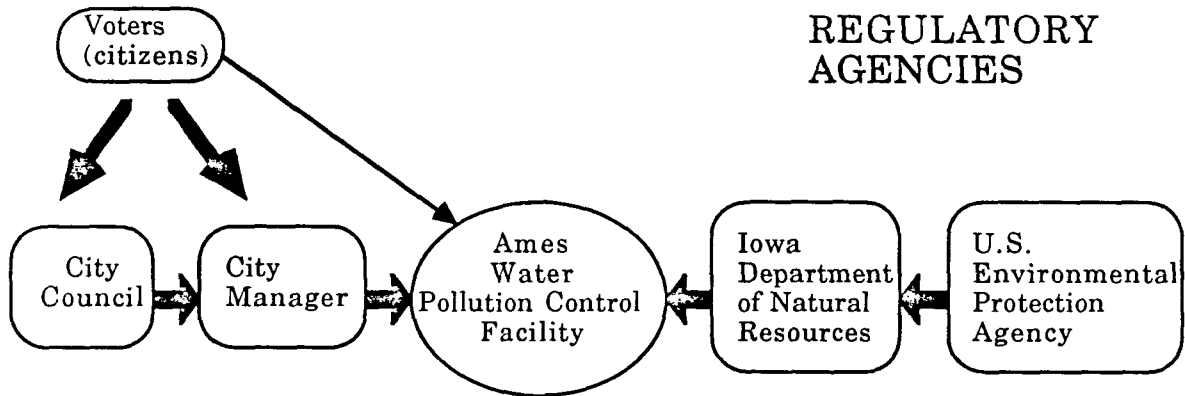 Voters
(citizens)
REGULATORY
AGENCIES
City
Council
City
Manager
Ames
Water
Pollution Control
Facility
Iowa
Department
of Natural
Resources
U.S.
Environmental
Protection
Agency